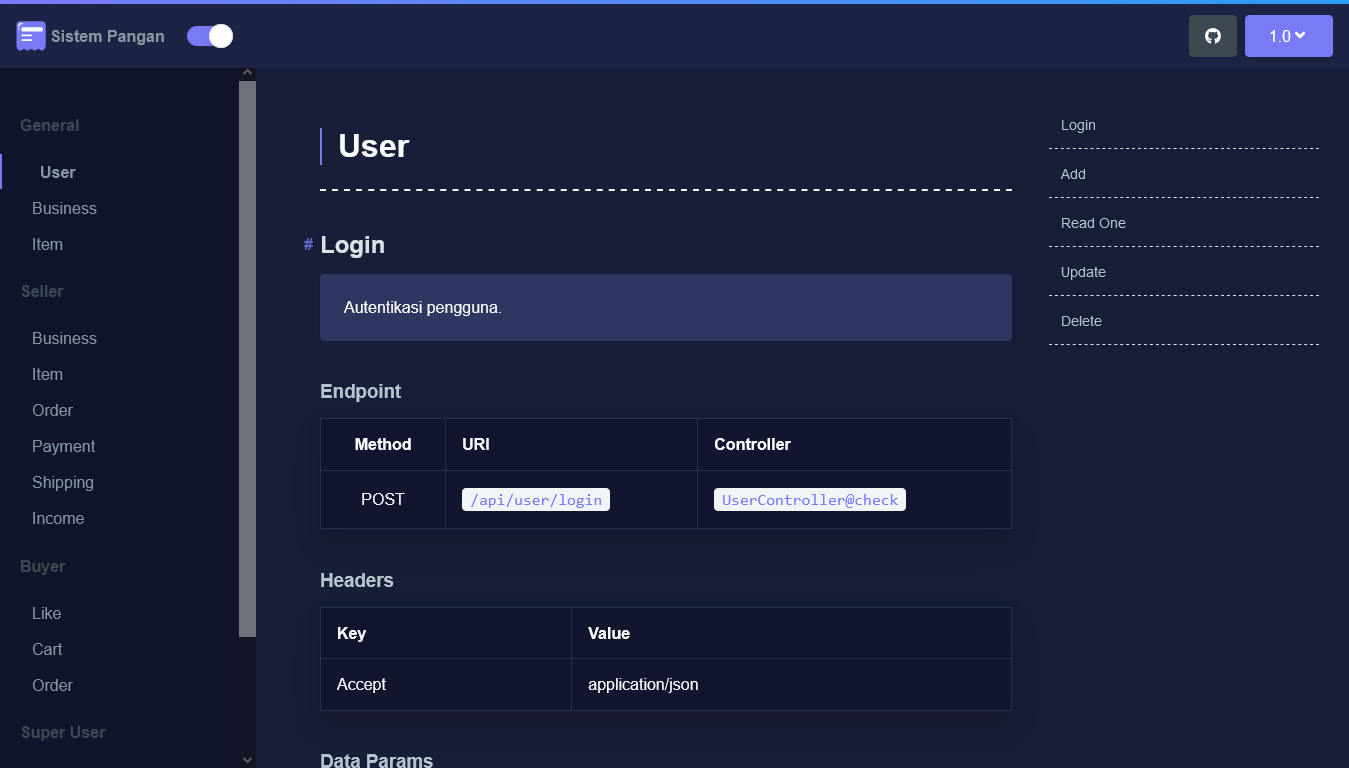 Sistem Pangan
1.0
General
User
Business
Item
Seller
Business
Item
Order
Payment
Shipping
Income
Buyer
Like
Cart
Order
Super User
User
# Login
Autentikasi pengguna.
Endpoint
Method URI Controller
POST /api/user/login UserController@check
Headers
Key Value
Accept application/json
Data Params
Login
Add
Read One
Update
Delete